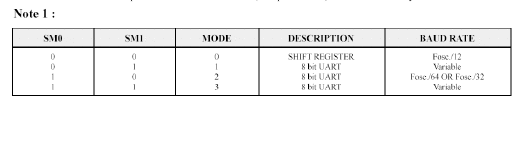 Note 1 :
SM0 SM1 MODE DESCRIPTION BAUD RATE
0 0 0 SHIFT REGISTER Fosc./12
0 1 1 8 bit UART Variable
1 0 2 8 bit UART Fosc./64 OR Fosc./32
1 1 3 8 bit UART Variable